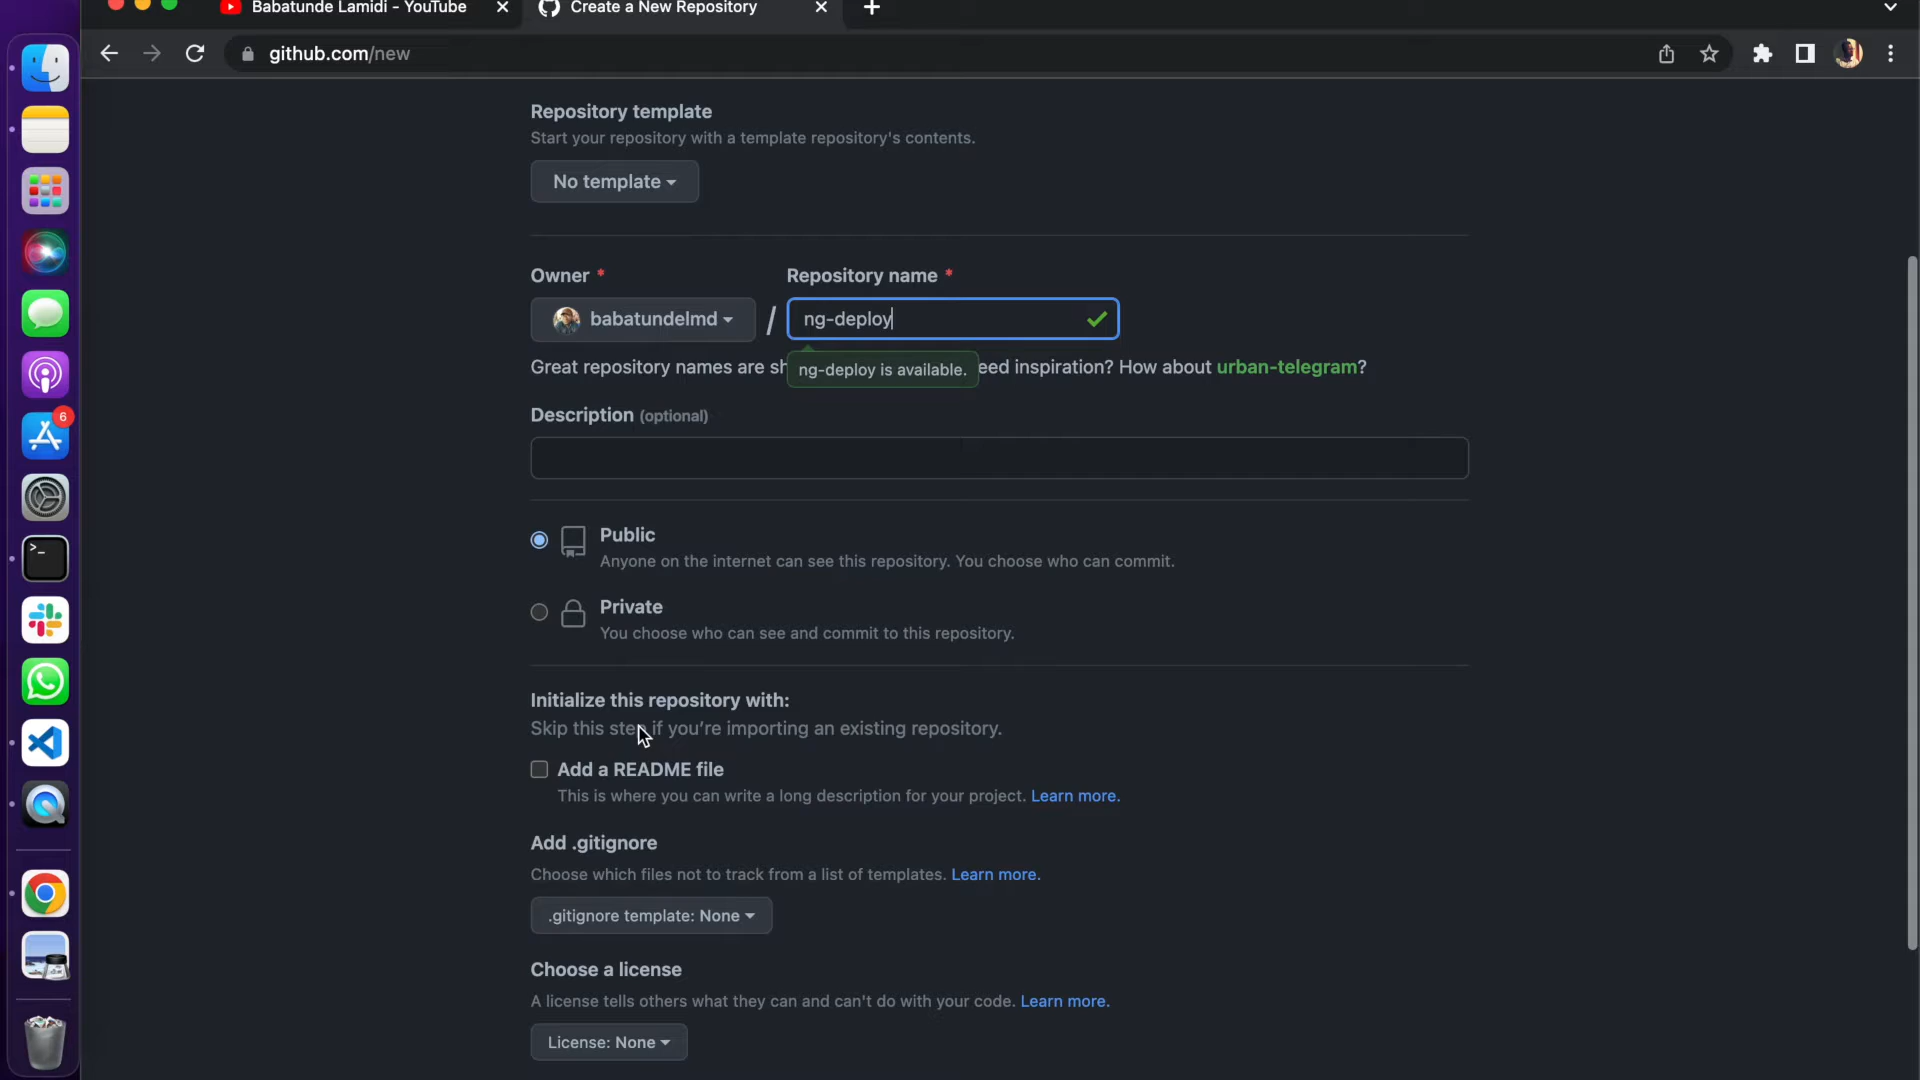 Babatunde Lamidi - YouTube
Create a New Repository
github.com/new
Repository template
Start your repository with a template repository's contents.
No template
Owner *
Repository name *
babatundelmd
/
ng-deploy
Great repository names are sh
eed inspiration? How about urban-telegram?
ng-deploy is available.
Description (optional)
Public
Anyone on the internet can see this repository. You choose who can commit.
Private
You choose who can see and commit to this repository.
Initialize this repository with:
Skip this step if you're importing an existing repository.
Add a README file
This is where you can write a long description for your project. Learn more.
Add .gitignore
Choose which files not to track from a list of templates. Learn more.
.gitignore template: None
Choose a license
A license tells others what they can and can't do with your code. Learn more.
License: None
6